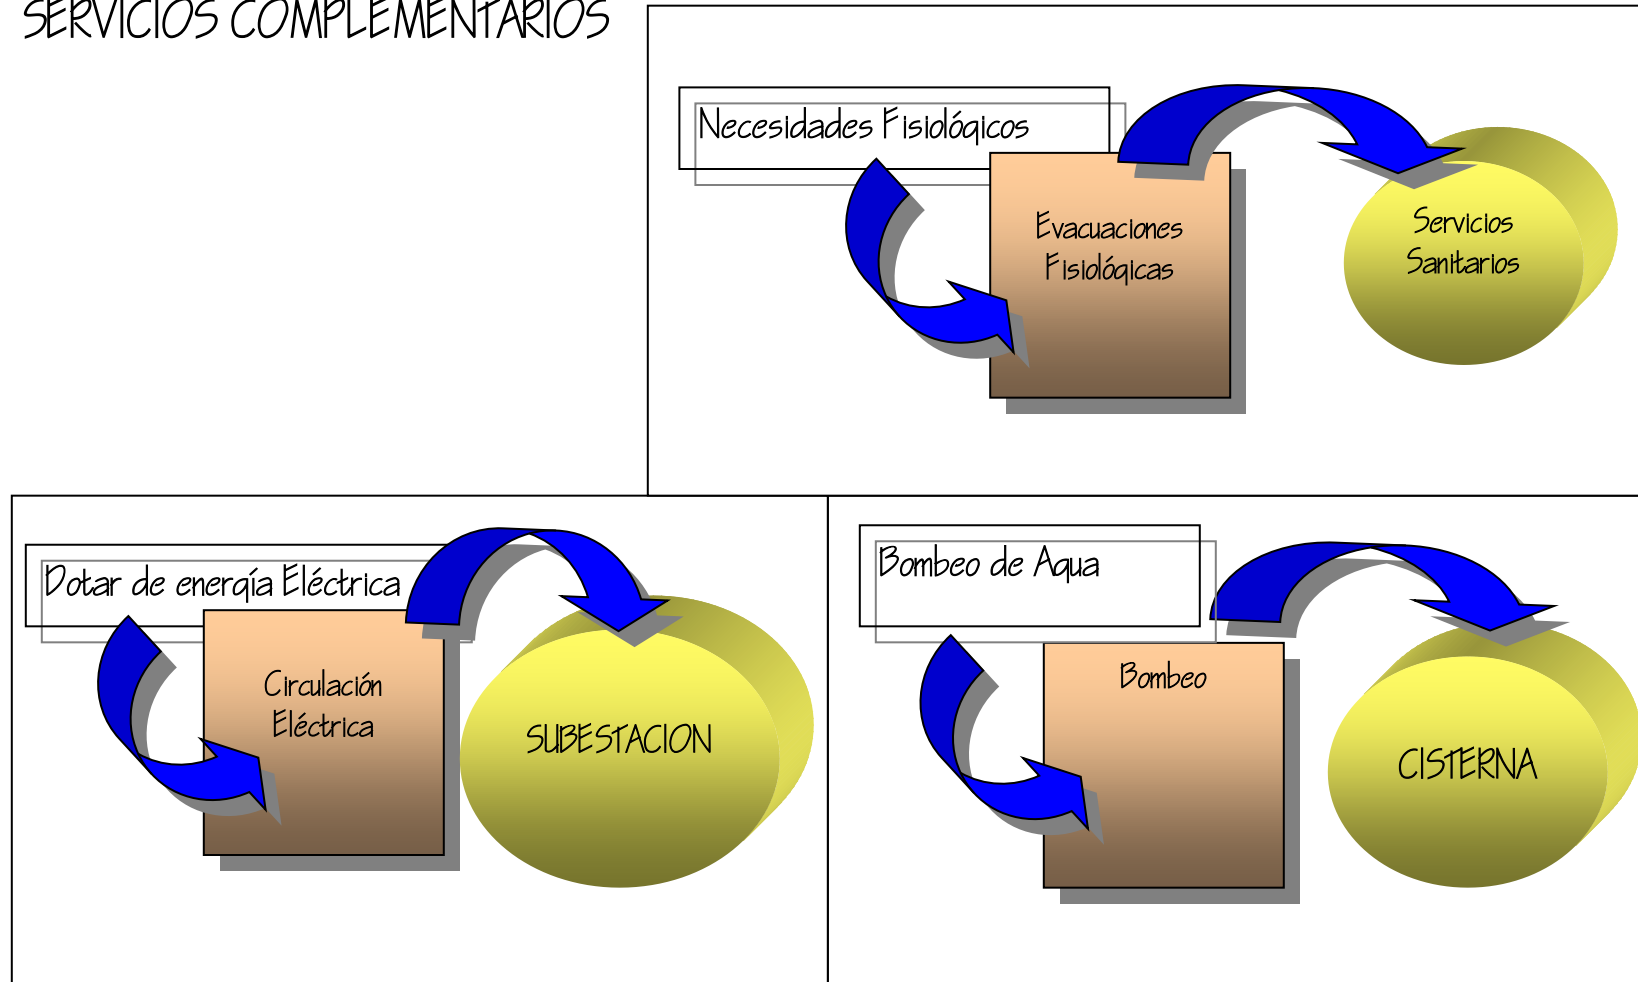 SERVICIOS COMPLEMENTARIOS
Necesidades Fisiológicos
Evacuaciones
Fisiológicas
Servicios
Sanitarios
Dotar de energía Eléctrica
Circulación
Eléctrica
SUBESTACION
Bombeo de Agua
Bombeo
CISTERNA